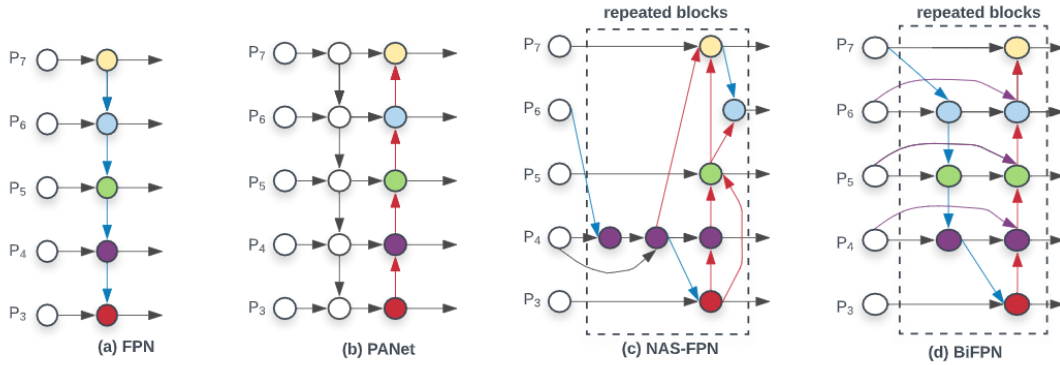 repeated blocks
repeated blocks
P7
P7
P7
P7
P6
P6
P6
P6
P5
P5
P5
P5
P4
P4
P4
P4
P3
P3
P3
P3
(a) FPN
(b) PANet
(c) NAS-FPN
(d) BiFPN